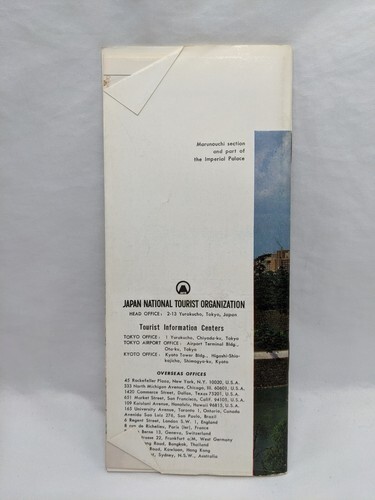 Marunouchi section
and part of
the Imperial Palace
JAPAN NATIONAL TOURIST ORGANIZATION
HEAD OFFICE: 2-13 Yurakucho, Tokyo, Japan
Tourist Information Centers
TOKYO OFFICE: 1 Yurakucho, Chiyoda-ku, Tokyo
TOKYO AIRPORT OFFICE: Airport Terminal Bldg.,
Ota-ku, Tokyo
KYOTO OFFICE: Kyoto Tower Bldg., Higashi-Shio-
kojicho, Shimogyo-ku, Kyoto
OVERSEAS OFFICES
45 Rockefeller Plaza, New York, N.Y. 10020, U.S.A.
333 North Michigan Avenue, Chicago, Ill. 60601, U.S.A.
1420 Commerce Street, Dallas, Texas 75201, U.S.A.
651 Market Street, San Francisco, Calif. 94105, U.S.A.
109 Kaiulani Avenue, Honolulu, Hawaii 96815, U.S.A.
165 University Avenue, Toronto 1, Ontario, Canada
Avenida Sao Luis 276, Sao Paulo, Brazil
6 Regent Street, London S.W. 1, England
de Richelieu, Paris (Ier), France
Berne 13, Geneva, Switzerland
22, Frankfurt a/M, West Germany
Road, Bangkok, Thailand
Road, Kowloon, Hong Kong
Sydney, N.S.W., Australia